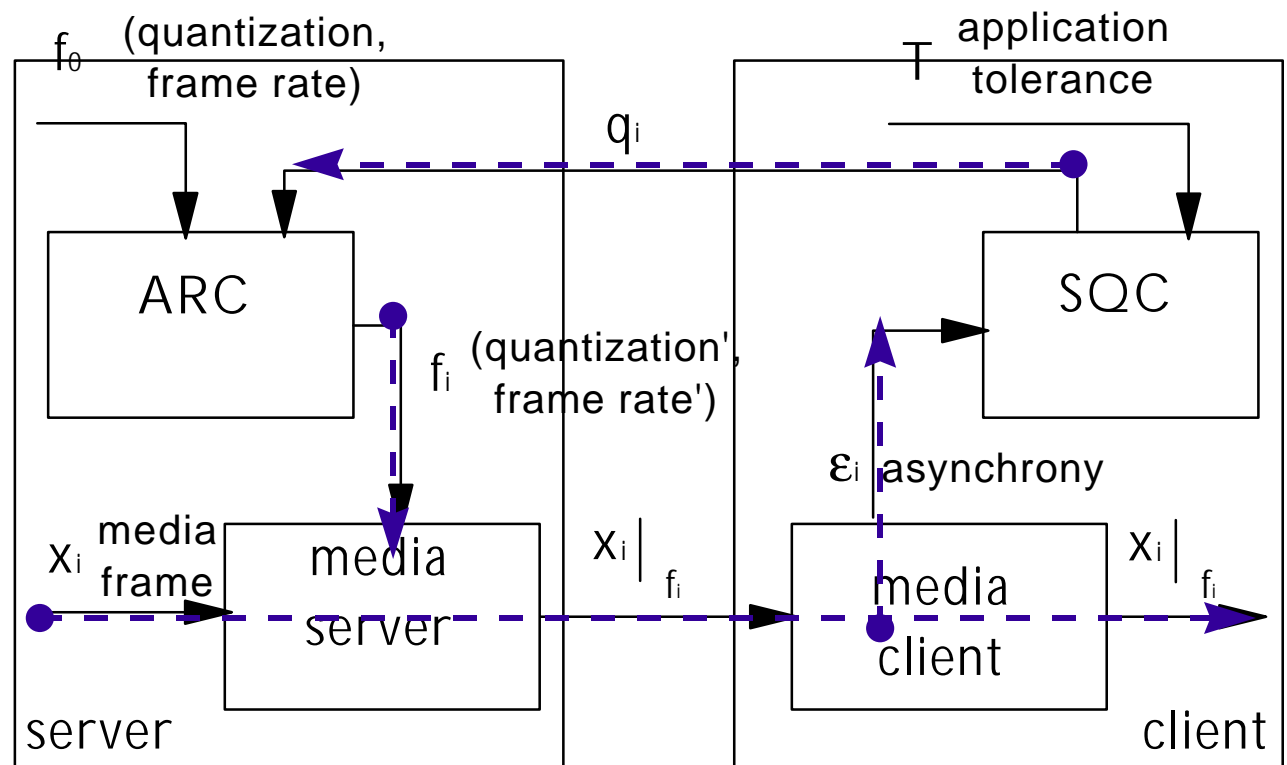 f0 (quantization,
frame rate)
T application
tolerance
qi
ARC
SQC
fi (quantization',
frame rate')
εi asynchrony
xi media
frame
media
server
xi|fi
media
client
xi|fi
server
client